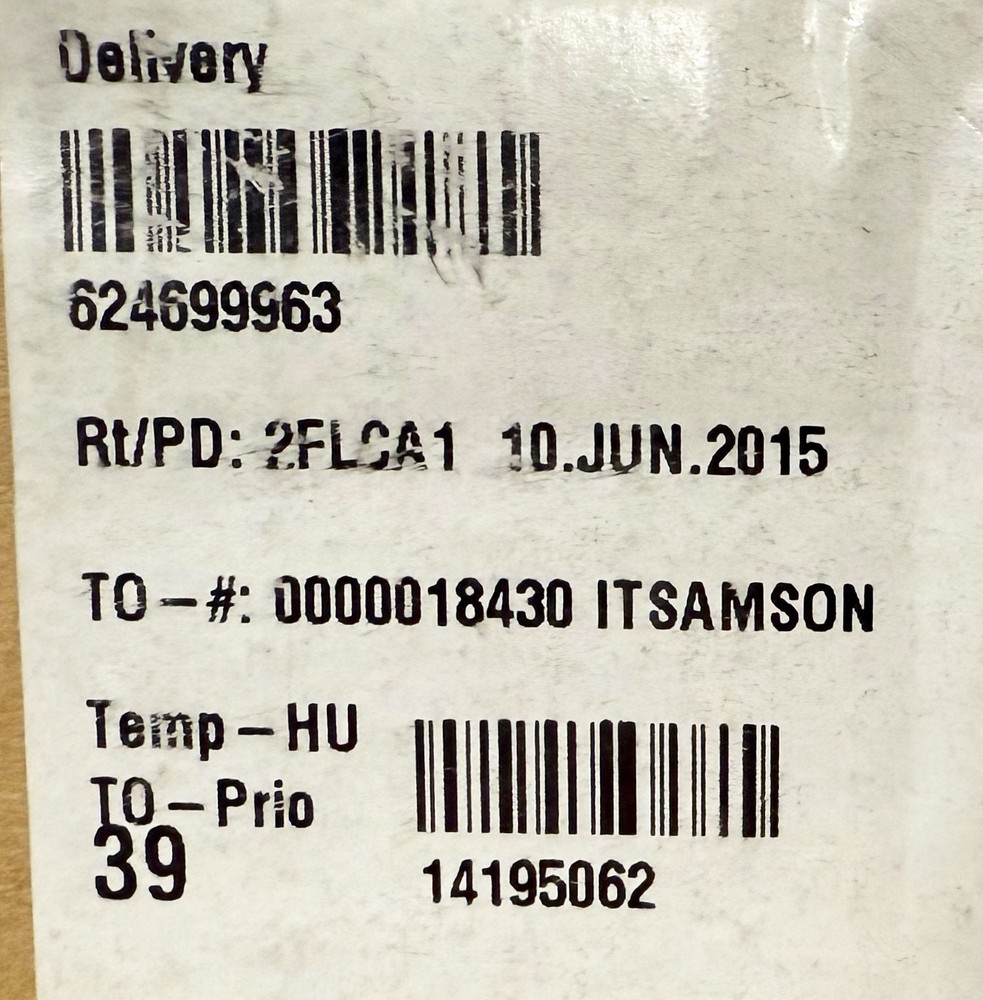 Delivery
624699963
Rt/PD: 2FLCA1 10.JUN.2015
TO-#: 0000018430 ITSAMSON
Temp-HU
TO-Prio
39
14195062